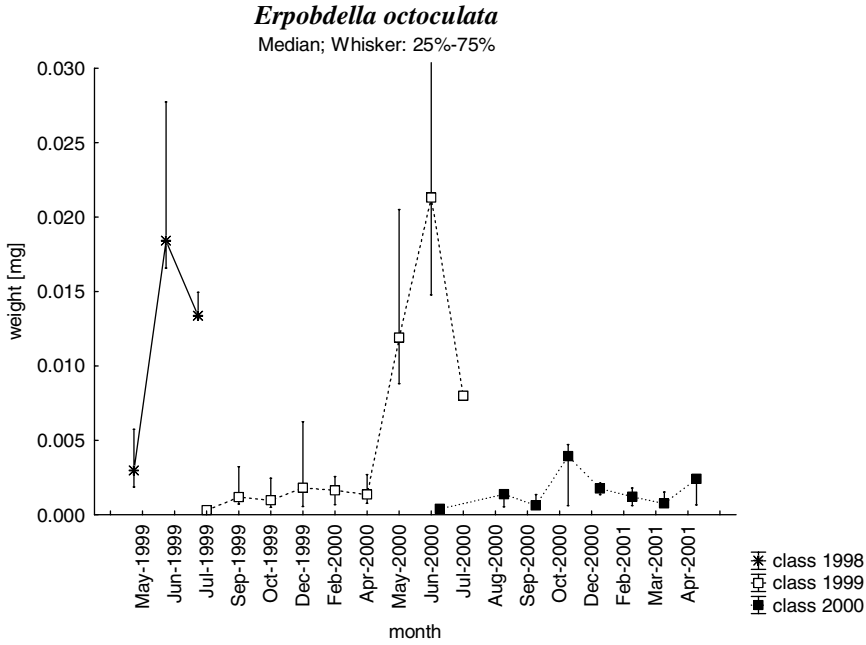 Erpobdella octoculata
Median; Whisker: 25%-75%
0.030
0.025
0.020
0.015
0.010
0.005
0.000
weight [mg]
May-1999
Jun-1999
Jul-1999
Sep-1999
Oct-1999
Dec-1999
Feb-2000
Apr-2000
May-2000
Jun-2000
Jul-2000
Aug-2000
Sep-2000
Oct-2000
Dec-2000
Feb-2001
Mar-2001
Apr-2001
month
class 1998
class 1999
class 2000